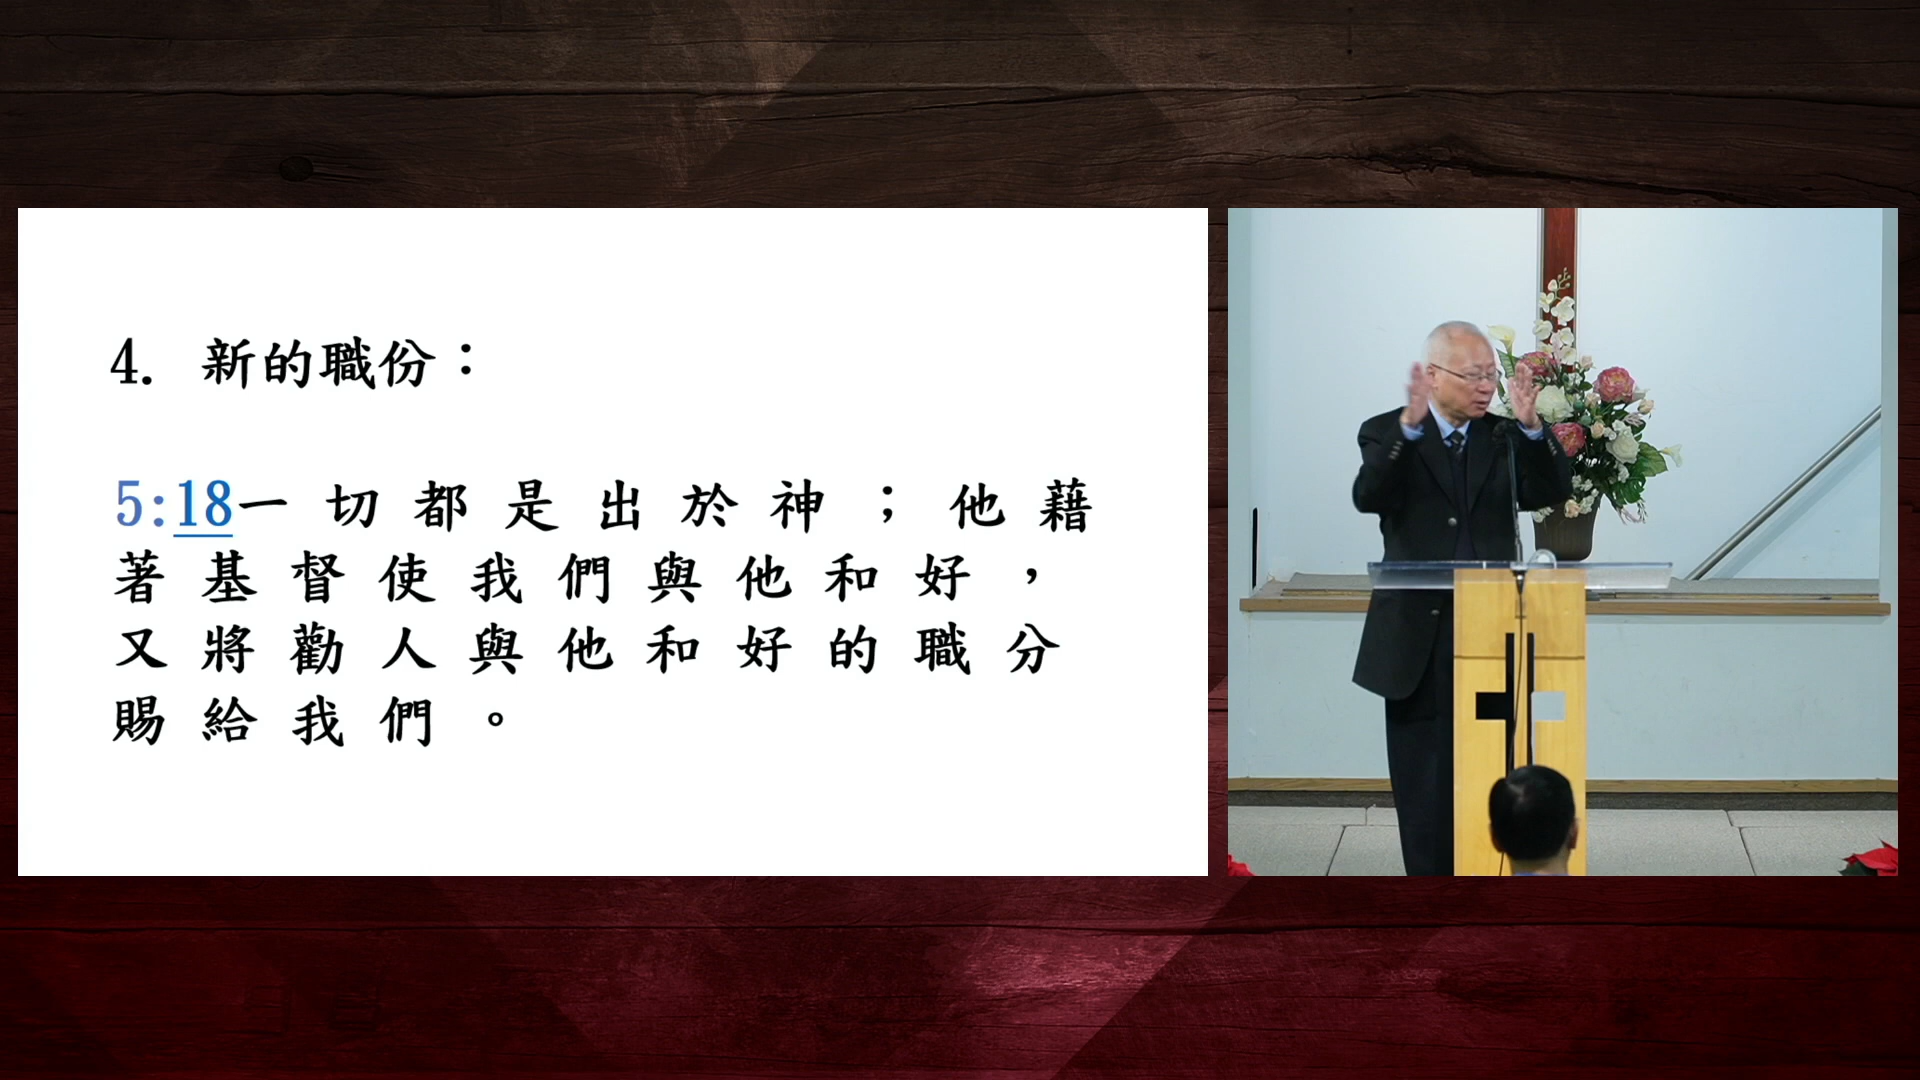 4. 新的職份：
5:18一切都是出於神；他藉
著基督使我們與他和好，
又將勸人與他和好的職分
賜給我們。